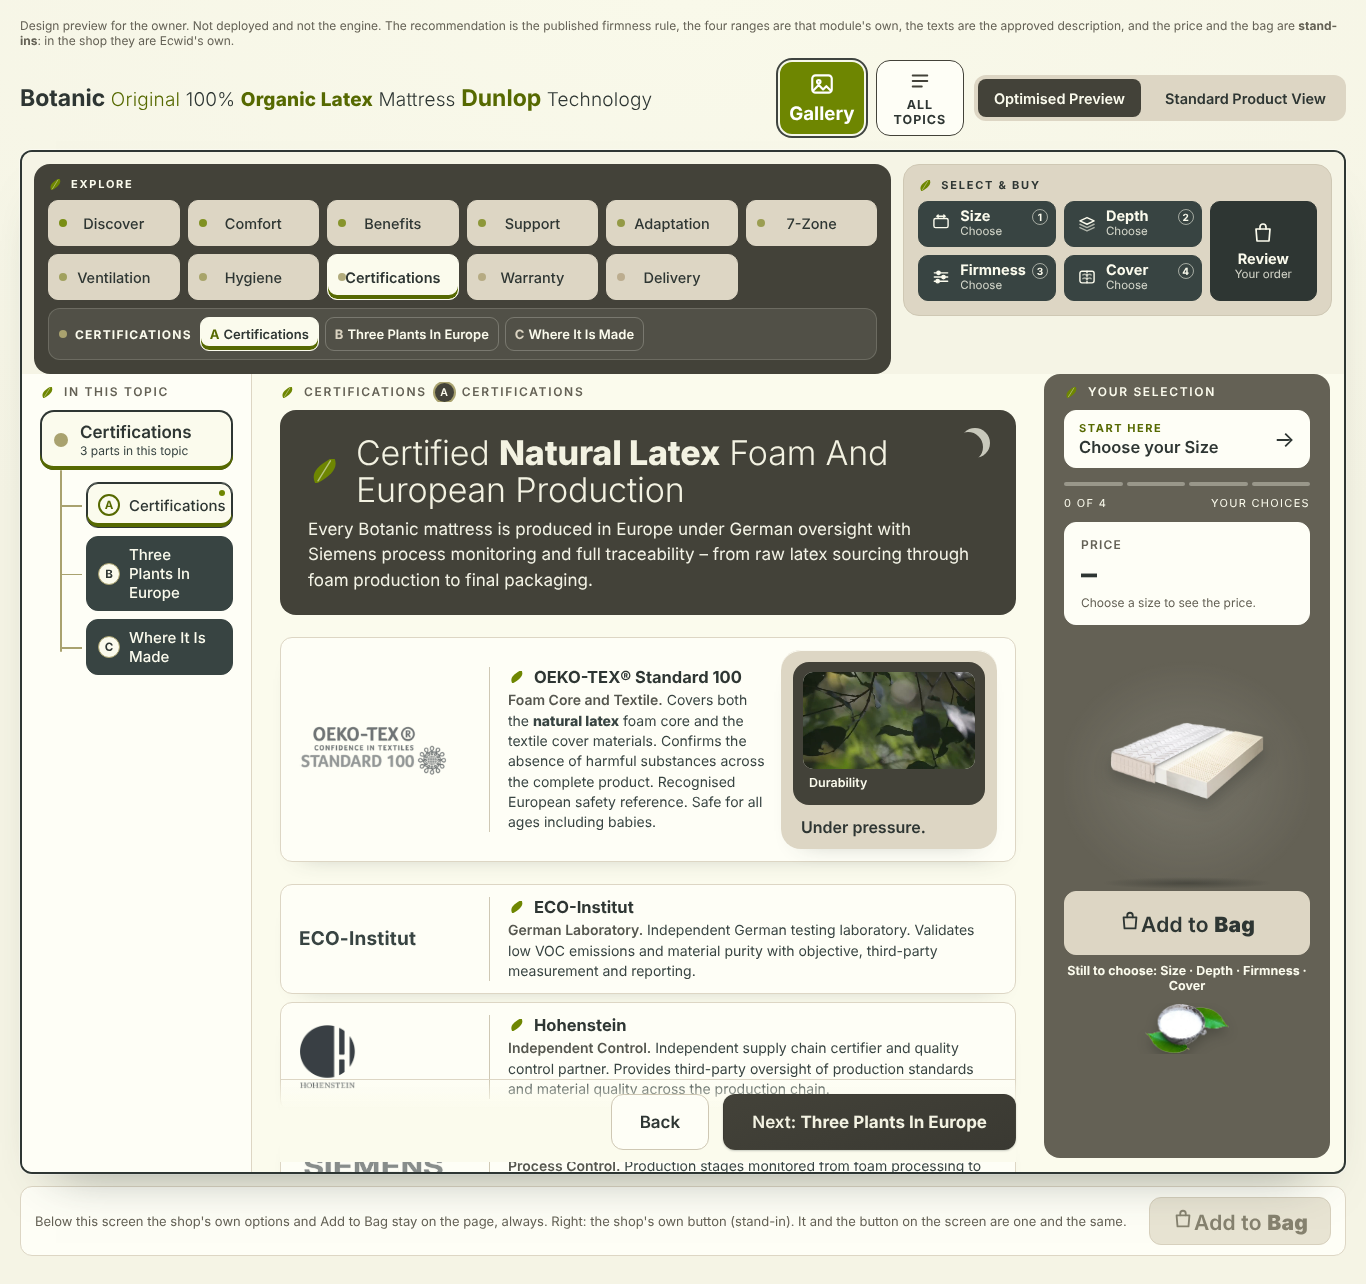 Design preview for the owner. Not deployed and not the engine. The recommendation is the published firmness rule, the four ranges are that module's own, the texts are the approved description, and the price and the bag are stand-
ins: in the shop they are Ecwid's own.
Botanic Original 100% Organic Latex Mattress Dunlop Technology
Gallery
ALL
TOPICS
Optimised Preview
Standard Product View
EXPLORE
Discover
Comfort
Benefits
Support
Adaptation
7-Zone
Ventilation
Hygiene
Certifications
Warranty
Delivery
CERTIFICATIONS
A Certifications
B Three Plants In Europe
C Where It Is Made
SELECT & BUY
Size
Choose
1
Depth
Choose
2
Firmness
Choose
3
Cover
Choose
4
Review
Your order
IN THIS TOPIC
Certifications
3 parts in this topic
A Certifications
B Three
Plants In
Europe
C Where It Is
Made
CERTIFICATIONS A CERTIFICATIONS
Certified Natural Latex Foam And
European Production
Every Botanic mattress is produced in Europe under German oversight with
Siemens process monitoring and full traceability – from raw latex sourcing through
foam production to final packaging.
OEKO-TEX®
CONFIDENCE IN TEXTILES
STANDARD 100
OEKO-TEX® Standard 100
Foam Core and Textile. Covers both
the natural latex foam core and the
textile cover materials. Confirms the
absence of harmful substances across
the complete product. Recognised
European safety reference. Safe for all
ages including babies.
Durability
Under pressure.
ECO-Institut
ECO-Institut
German Laboratory. Independent German testing laboratory. Validates
low VOC emissions and material purity with objective, third-party
measurement and reporting.
HOHENSTEIN
Hohenstein
Independent Control. Independent supply chain certifier and quality
control partner. Provides third-party oversight of production standards
and material quality across the production chain.
Back
Next: Three Plants In Europe
SIEMENS
Process Control. Production stages monitored from foam processing to
YOUR SELECTION
START HERE
Choose your Size
0 OF 4
YOUR CHOICES
PRICE
–
Choose a size to see the price.
Add to Bag
Still to choose: Size · Depth · Firmness ·
Cover
Below this screen the shop's own options and Add to Bag stay on the page, always. Right: the shop's own button (stand-in). It and the button on the screen are one and the same.
Add to Bag